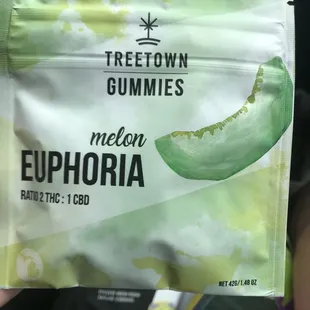 TREETOWN
GUMMIES
melon
EUPHORIA
RATIO 2 THC : 1 CBD
NET 42G/1.48 OZ